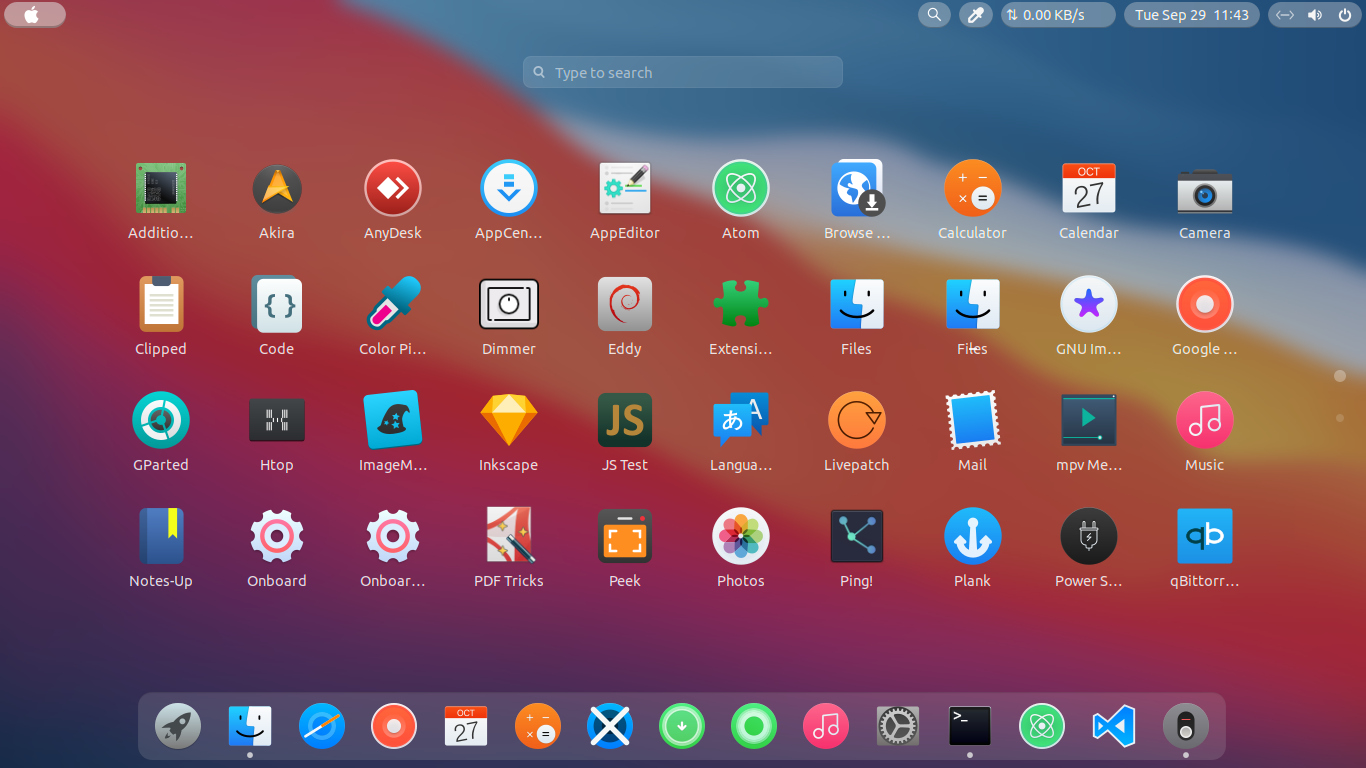 0.00 KB/s
Tue Sep 29 11:43
Type to search
OCT
27
Additio…
Akira
AnyDesk
AppCen…
AppEditor
Atom
Browse …
Calculator
Calendar
Camera
{ }
Clipped
Code
Color Pi…
Dimmer
Eddy
Extensi…
Files
Files
GNU Im…
Google …
JS
あ A
GParted
Htop
ImageM…
Inkscape
JS Test
Langua…
Livepatch
Mail
mpv Me…
Music
qb
Notes-Up
Onboard
Onboar…
PDF Tricks
Peek
Photos
Ping!
Plank
Power S…
qBittorr…
OCT
27
>_